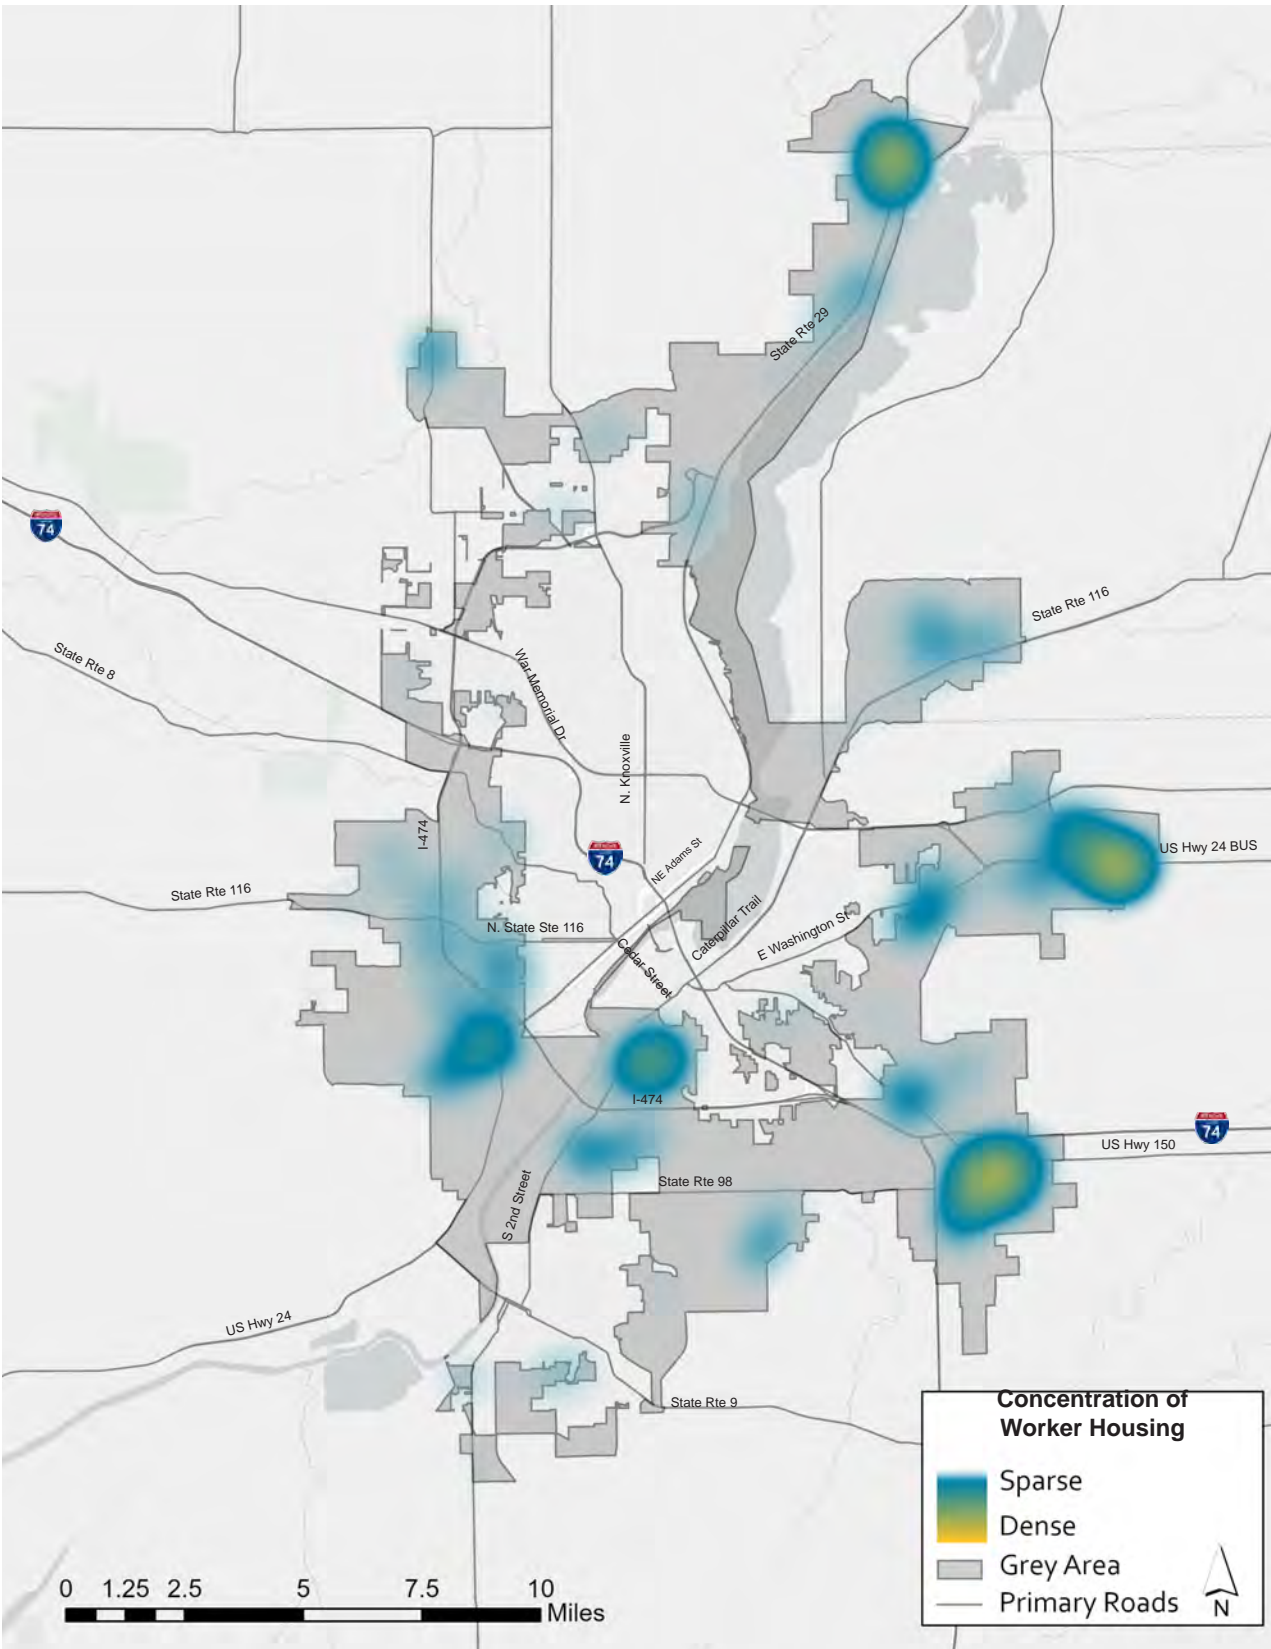 State Rte 29
74
State Rte 116
State Rte 8
War Memorial Dr.
N. Knoxville
I-474
74
NE Adams St
US Hwy 24 BUS
State Rte 116
N. State Ste 116
Cedar Street
Caterpillar Trail
E Washington St
I-474
74
US Hwy 150
State Rte 98
S 2nd Street
US Hwy 24
State Rte 9
Concentration of
Worker Housing
Sparse
Dense
Grey Area
Primary Roads
N
0 1.25 2.5 5 7.5 10
Miles